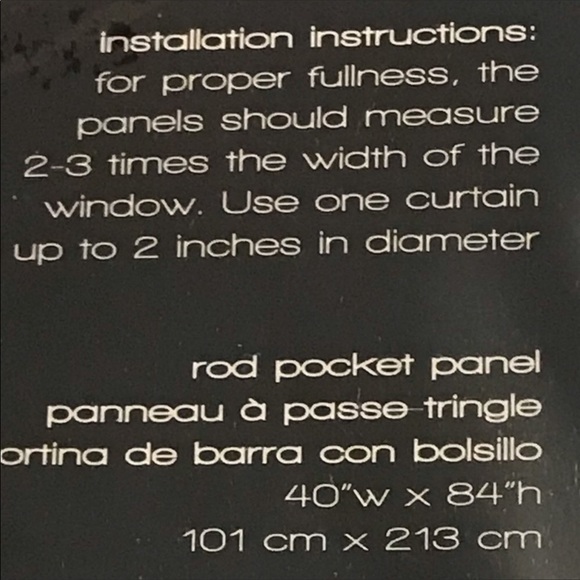 installation instructions:
for proper fullness, the
panels should measure
2-3 times the width of the
window. Use one curtain
up to 2 inches in diameter
rod pocket panel
panneau à passe-tringle
ortina de barra con bolsillo
40"w x 84"h
101 cm x 213 cm